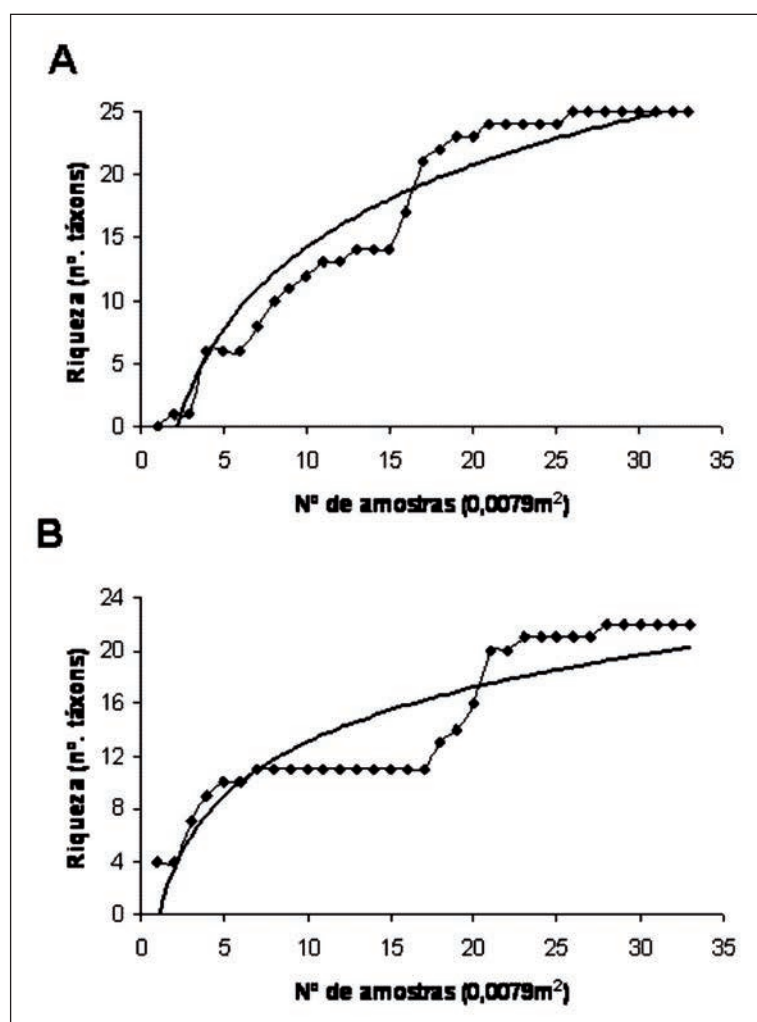 A
25
20
15
10
5
0
Riqueza (nº. táxons)
0 5 10 15 20 25 30 35
Nº de amostras (0,0079m²)
B
24
20
16
12
8
4
0
Riqueza (nº. táxons)
0 5 10 15 20 25 30 35
Nº de amostras (0,0079m²)